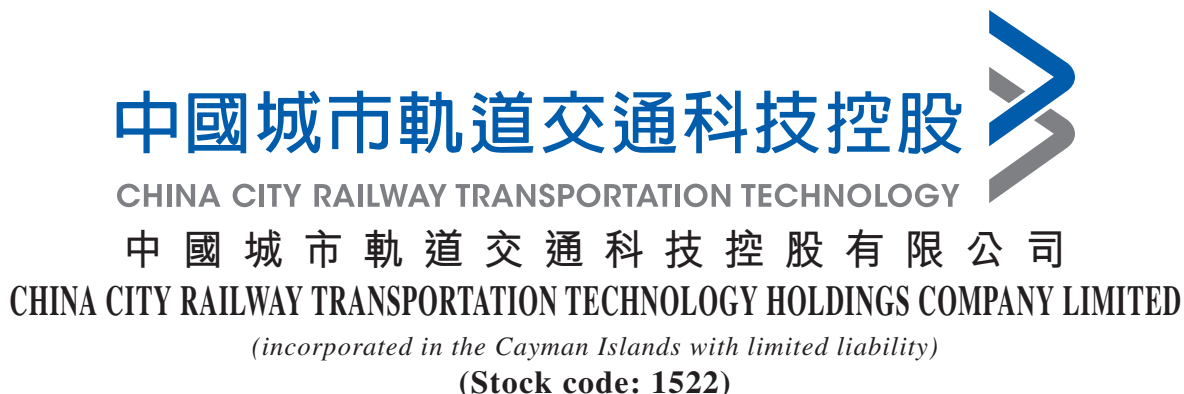 中國城市軌道交通科技控股
CHINA CITY RAILWAY TRANSPORTATION TECHNOLOGY
中國城市軌道交通科技控股有限公司
CHINA CITY RAILWAY TRANSPORTATION TECHNOLOGY HOLDINGS COMPANY LIMITED
(incorporated in the Cayman Islands with limited liability)
(Stock code: 1522)